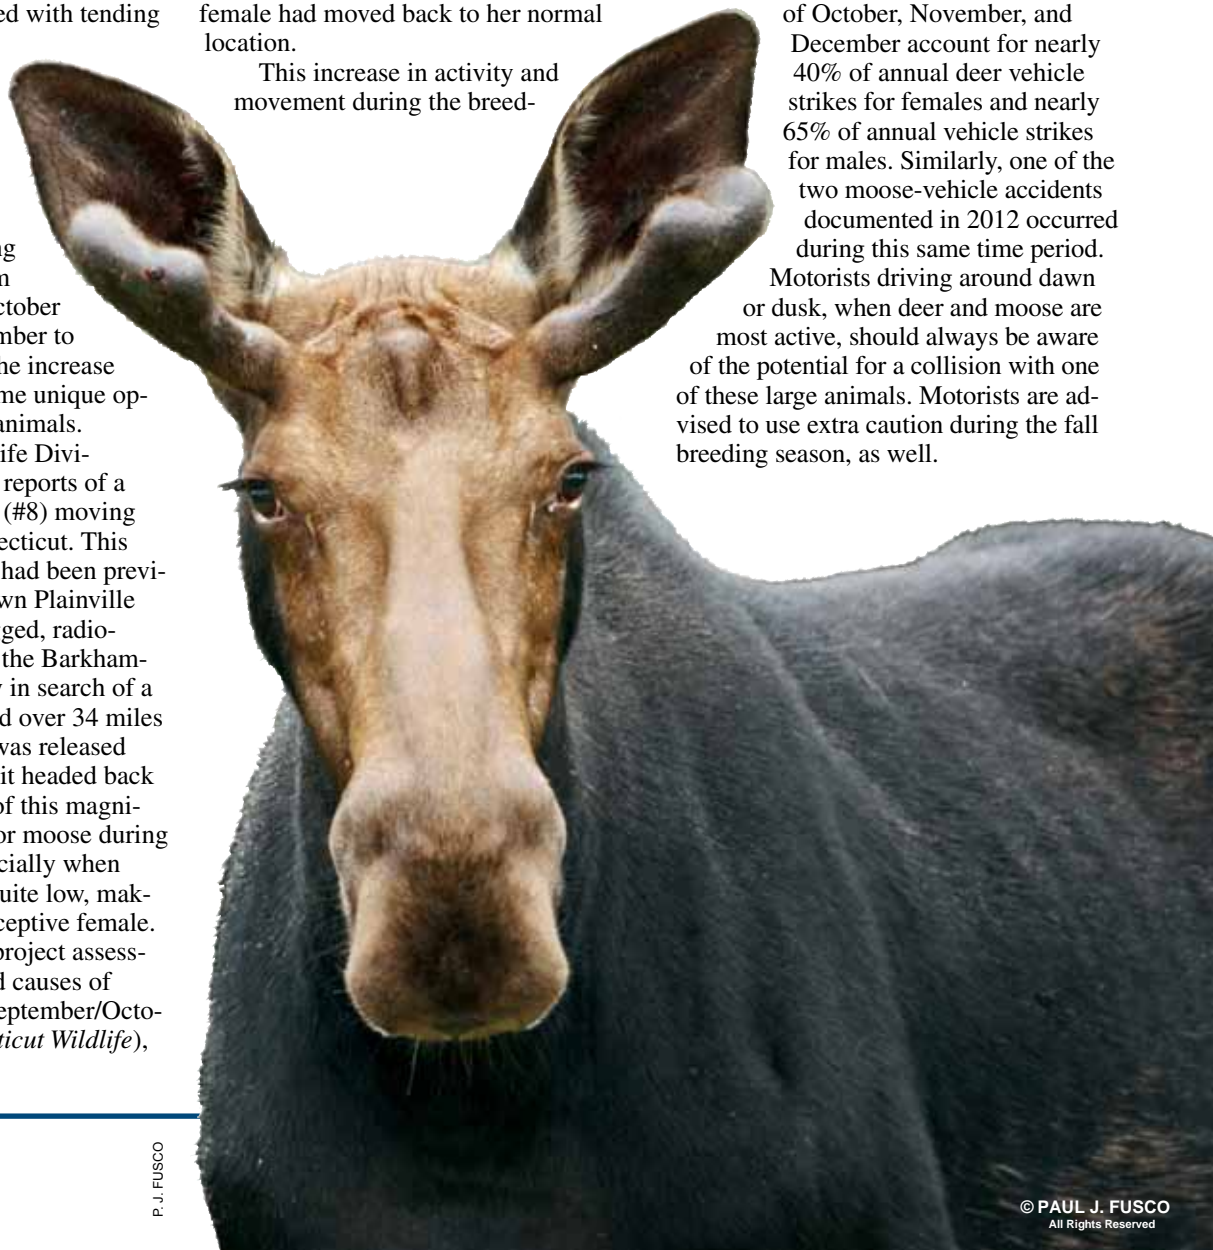 ed with tending
ng
m
ctober
mber to
he increase
me unique op-
animals.
ife Divi-
reports of a
(#8) moving
ecticut. This
had been previ-
wn Plainville
ged, radio-
the Barkham-
y in search of a
d over 34 miles
was released
it headed back
of this magni-
or moose during
cially when
uite low, mak-
ceptive female.
project assess-
d causes of
eptember/Octo-
ticut Wildlife),
female had moved back to her normal
location.
This increase in activity and
movement during the breed-
of October, November, and
December account for nearly
40% of annual deer vehicle
strikes for females and nearly
65% of annual vehicle strikes
for males. Similarly, one of the
two moose-vehicle accidents
documented in 2012 occurred
during this same time period.
Motorists driving around dawn
or dusk, when deer and moose are
most active, should always be aware
of the potential for a collision with one
of these large animals. Motorists are ad-
vised to use extra caution during the fall
breeding season, as well.
P. J. FUSCO
© PAUL J. FUSCO
All Rights Reserved